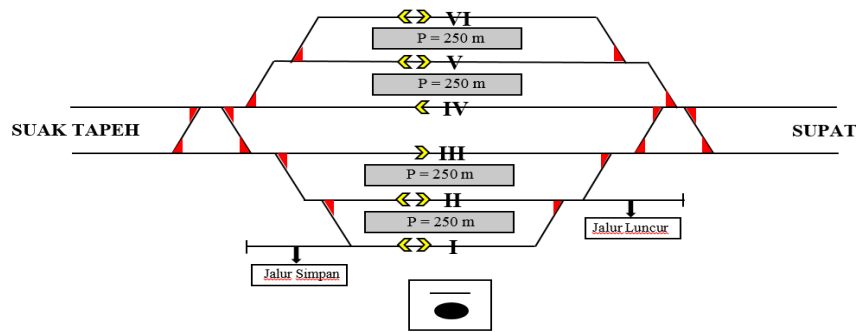 VI
P = 250 m
V
P = 250 m
IV
SUAK TAPEH
SUPAT
III
P = 250 m
II
P = 250 m
Jalur Luncur
I
Jalur Simpan